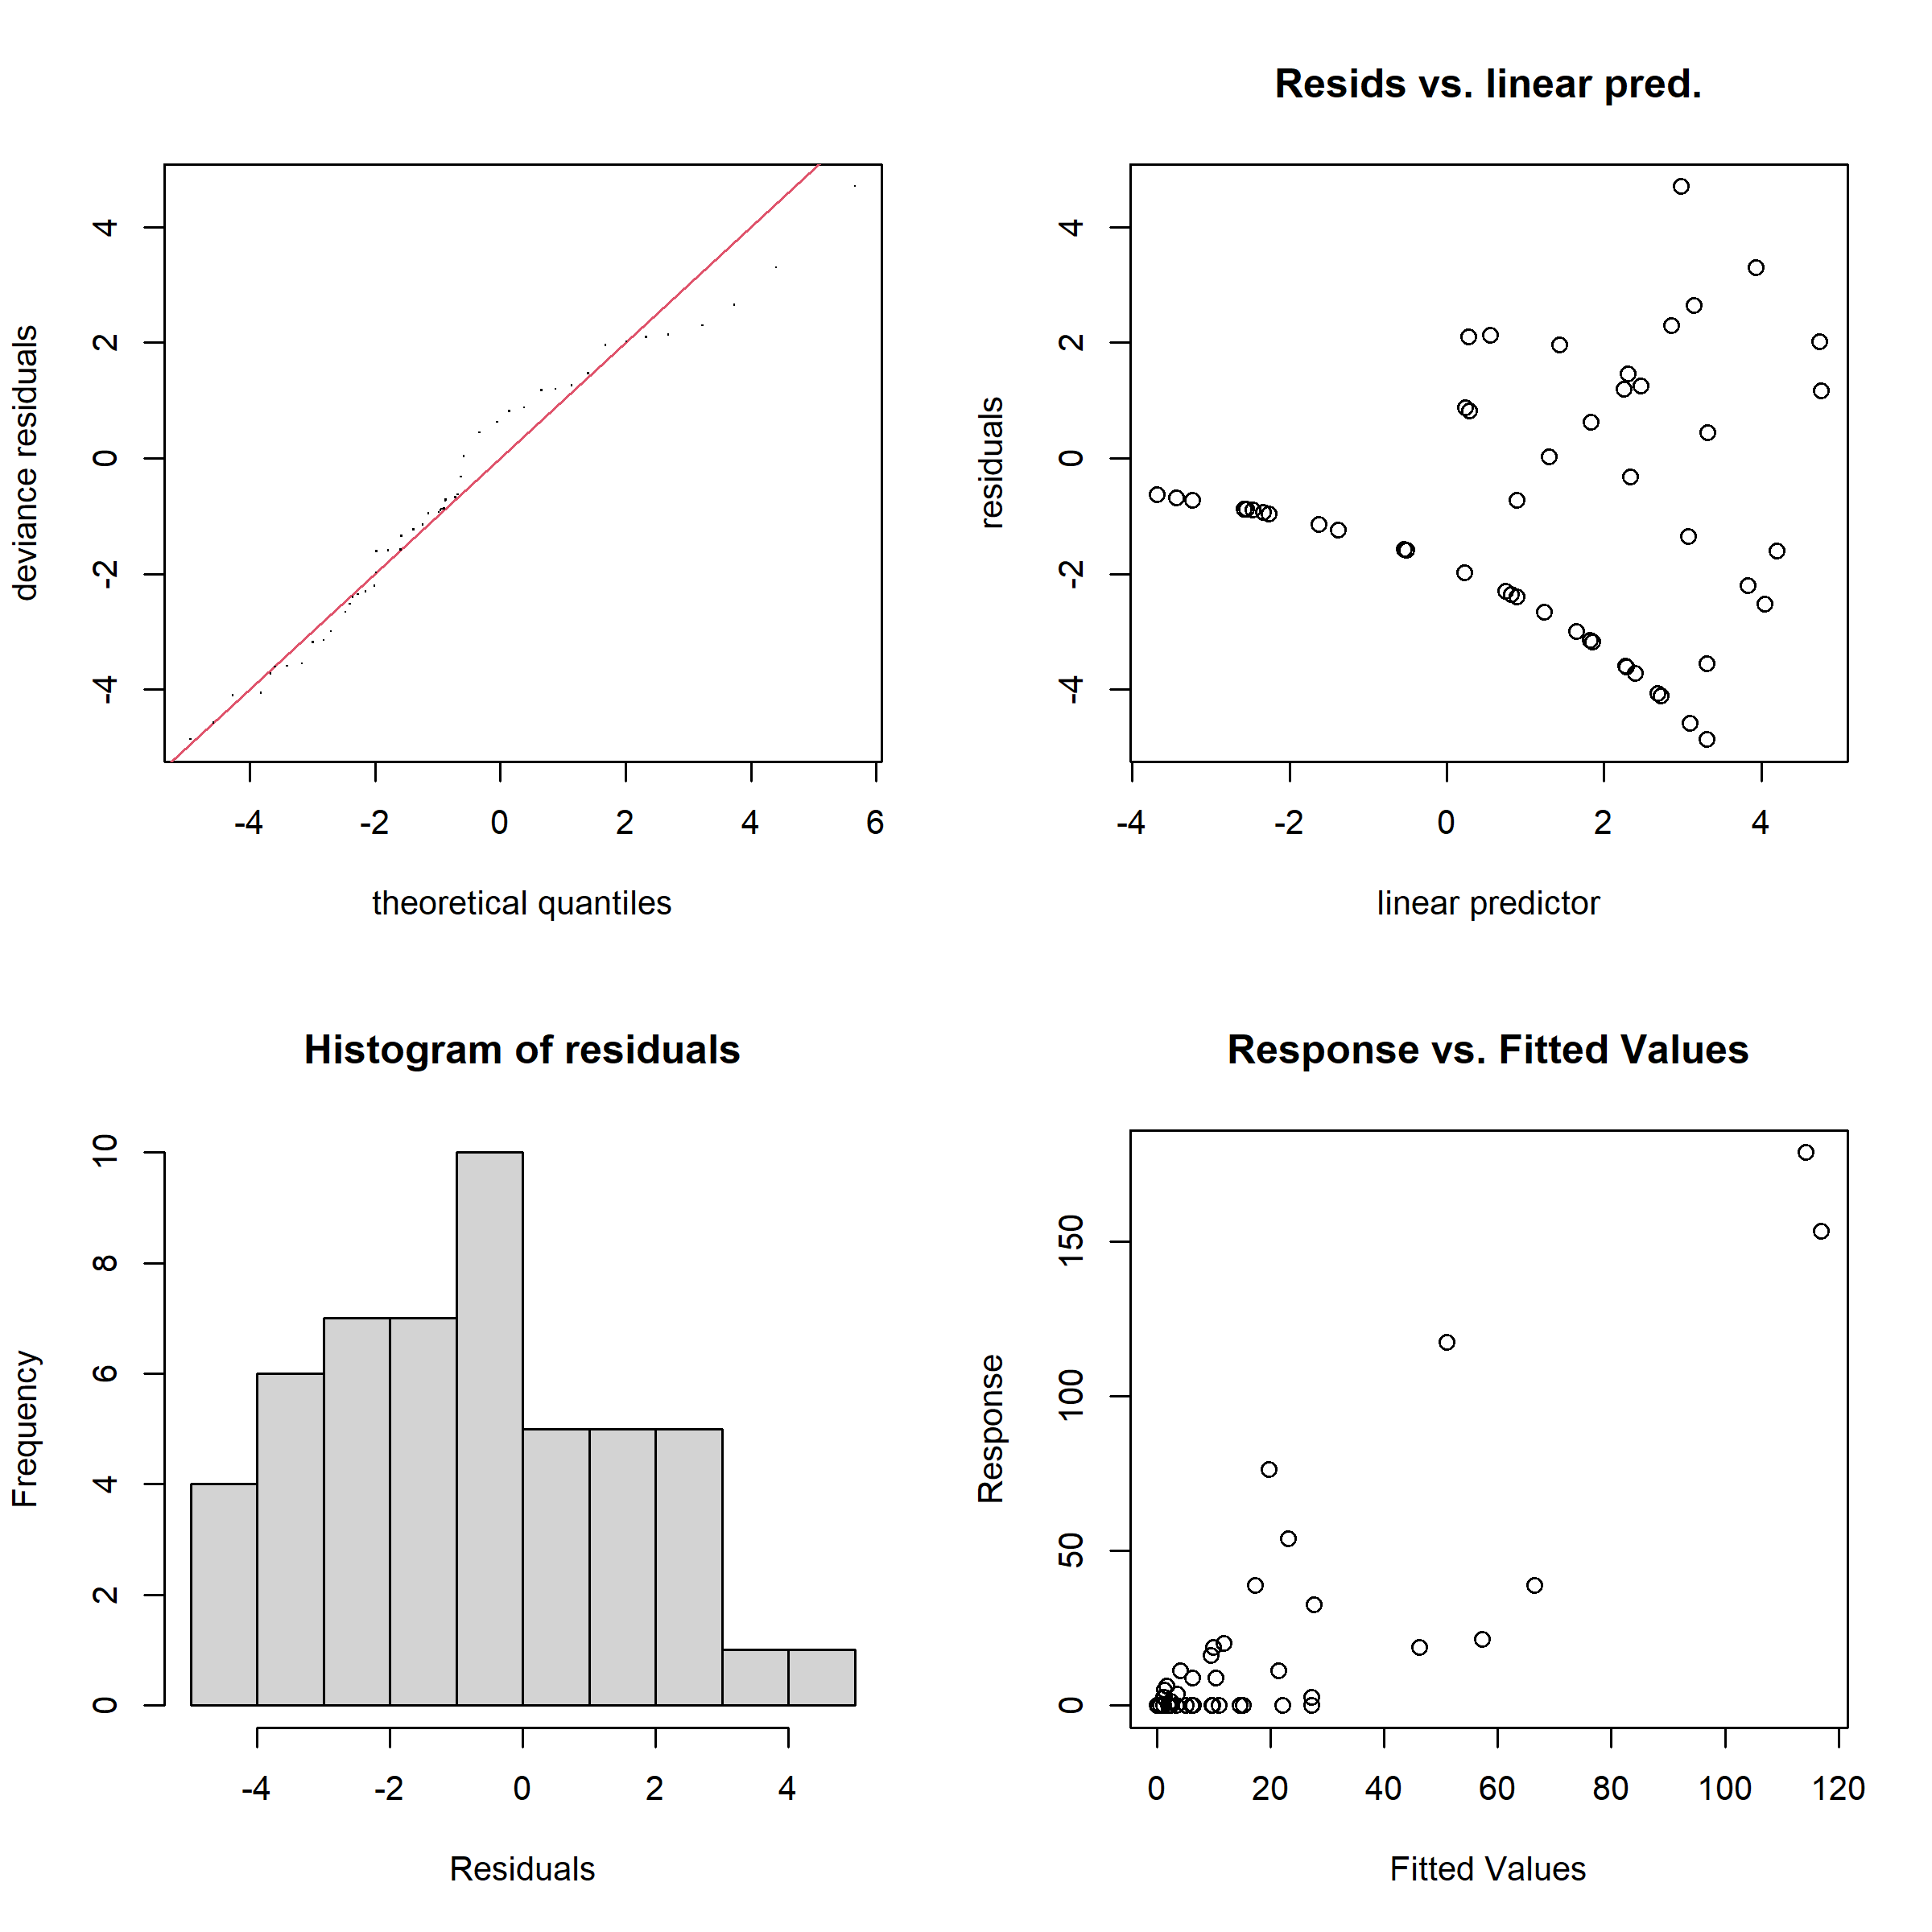 deviance residuals
4
2
0
-2
-4
-4 -2 0 2 4 6
theoretical quantiles
Resids vs. linear pred.
residuals
4
2
0
-2
-4
-4 -2 0 2 4
linear predictor
Histogram of residuals
Frequency
10
8
6
4
2
0
-4 -2 0 2 4
Residuals
Response vs. Fitted Values
Response
150
100
50
0
0 20 40 60 80 100 120
Fitted Values